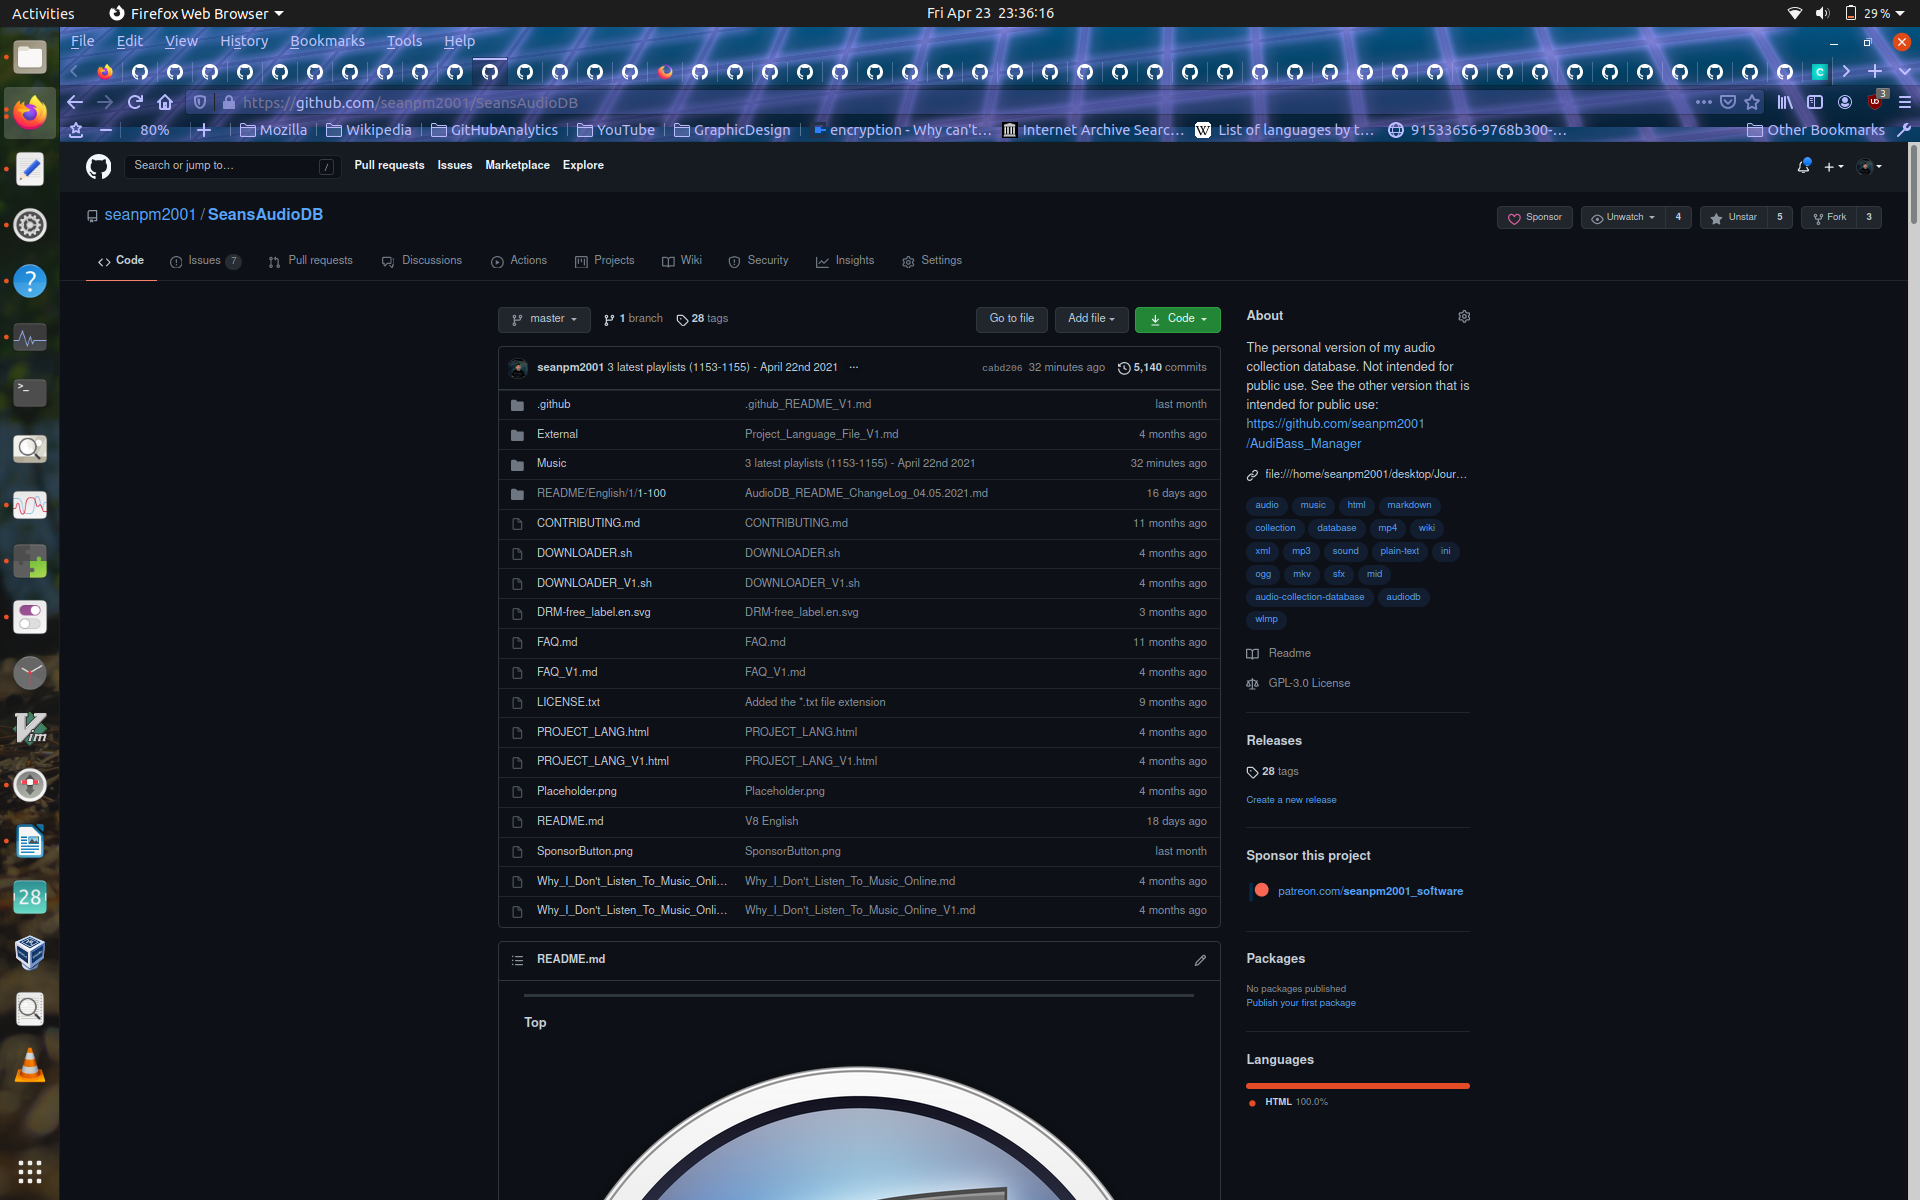 Activities
Firefox Web Browser
Fri Apr 23 23:36:16
29 %
File Edit View History Bookmarks Tools Help
https://github.com/seanpm2001/SeansAudioDB
3
80%
Mozilla
Wikipedia
GitHubAnalytics
YouTube
GraphicDesign
encryption - Why can't…
Internet Archive Searc…
List of languages by t…
91533656-9768b300-…
Other Bookmarks
Search or jump to…
/
Pull requests Issues Marketplace Explore
seanpm2001 / SeansAudioDB
Sponsor
Unwatch 4
Unstar 5
Fork 3
Code
Issues 7
Pull requests
Discussions
Actions
Projects
Wiki
Security
Insights
Settings
master
1 branch
28 tags
Go to file
Add file
Code
seanpm2001 3 latest playlists (1153-1155) - April 22nd 2021 ···
cabd206 32 minutes ago
5,140 commits
.github .github_README_V1.md last month
External Project_Language_File_V1.md 4 months ago
Music 3 latest playlists (1153-1155) - April 22nd 2021 32 minutes ago
README/English/1/1-100 AudioDB_README_ChangeLog_04.05.2021.md 16 days ago
CONTRIBUTING.md CONTRIBUTING.md 11 months ago
DOWNLOADER.sh DOWNLOADER.sh 4 months ago
DOWNLOADER_V1.sh DOWNLOADER_V1.sh 4 months ago
DRM-free_label.en.svg DRM-free_label.en.svg 3 months ago
FAQ.md FAQ.md 11 months ago
FAQ_V1.md FAQ_V1.md 4 months ago
LICENSE.txt Added the *.txt file extension 9 months ago
PROJECT_LANG.html PROJECT_LANG.html 4 months ago
PROJECT_LANG_V1.html PROJECT_LANG_V1.html 4 months ago
Placeholder.png Placeholder.png 4 months ago
README.md V8 English 18 days ago
SponsorButton.png SponsorButton.png last month
Why_I_Don't_Listen_To_Music_Onli… Why_I_Don't_Listen_To_Music_Online.md 4 months ago
Why_I_Don't_Listen_To_Music_Onli… Why_I_Don't_Listen_To_Music_Online_V1.md 4 months ago
README.md
Top
About
The personal version of my audio
collection database. Not intended for
public use. See the other version that is
intended for public use:
https://github.com/seanpm2001
/AudiBass_Manager
file:///home/seanpm2001/desktop/Jour…
audio music html markdown
collection database mp4 wiki
xml mp3 sound plain-text ini
ogg mkv sfx mid
audio-collection-database audiodb
wlmp
Readme
GPL-3.0 License
Releases
28 tags
Create a new release
Sponsor this project
patreon.com/seanpm2001_software
Packages
No packages published
Publish your first package
Languages
HTML 100.0%
28